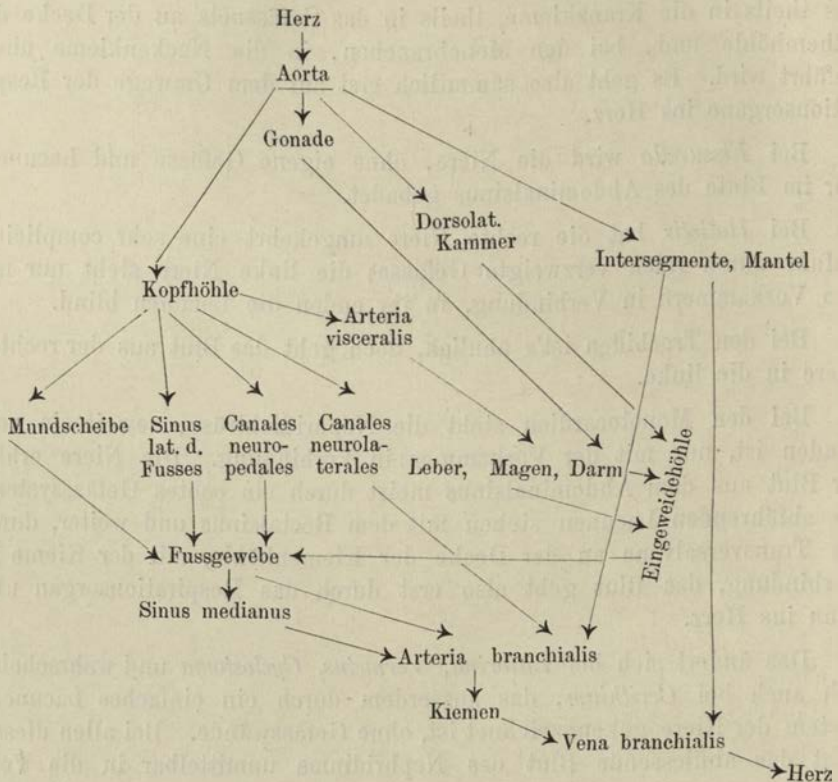 Herz
Aorta
Gonade
Dorsolat.
Kammer
Intersegmente, Mantel
Kopfhöhle
Arteria
visceralis
Mundscheibe
Sinus
lat. d.
Fusses
Canales
neuro-
pedales
Canales
neurola-
terales
Leber, Magen, Darm
Eingeweidehöhle
Fussgewebe
Sinus medianus
Arteria branchialis
Kiemen
Vena branchialis
Herz